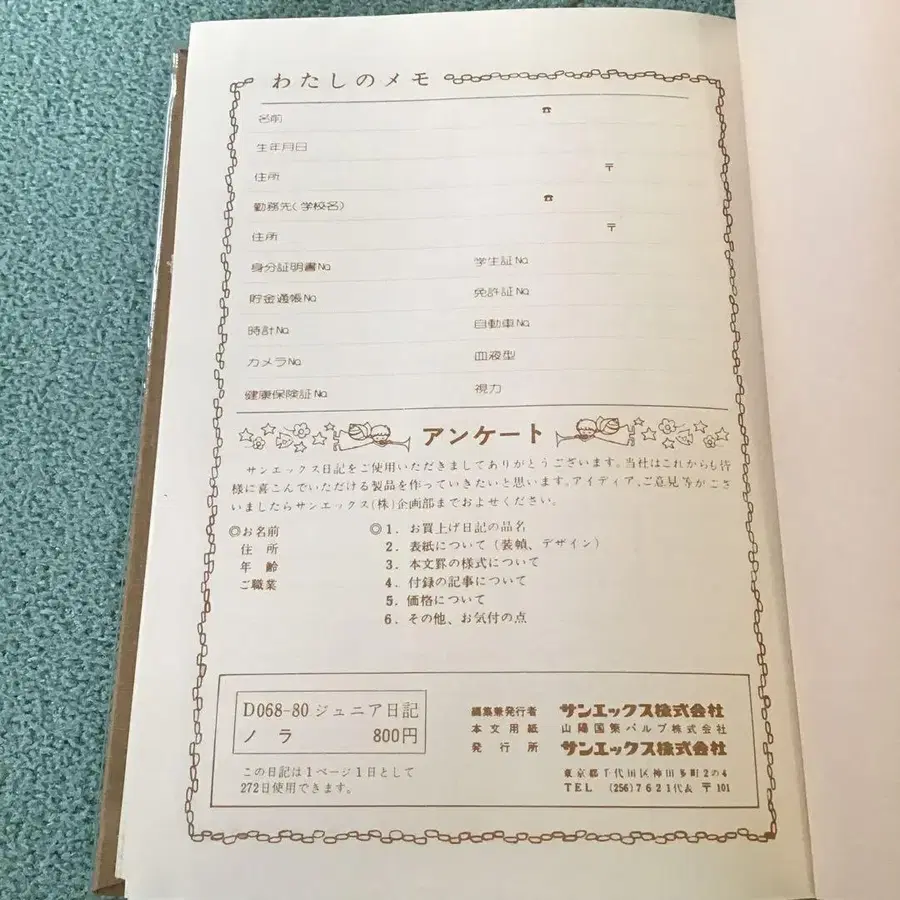 わたしのメモ
名前 ☎
生年月日
住所 〒
勤務先(学校名) ☎
住所 〒
身分証明書No. 学生証No.
貯金通帳No. 免許証No.
時計No. 自動車No.
カメラNo. 血液型
健康保険証No. 視力
アンケート
サンエックス日記をご使用いただきましてありがとうございます。当社はこれからも皆
様に喜こんでいただける製品を作っていきたいと思います。アイディア、ご意見等がござ
いましたらサンエックス(株)企画部までおよせください。
◎お名前
住所
年齢
ご職業
◎1. お買上げ日記の品名
2. 表紙について(装幀、デザイン)
3. 本文罫の様式について
4. 付録の記事について
5. 価格について
6. その他、お気付の点
D068-80 ジュニア日記
ノラ 800円
この日記は1ページ1日として
272日使用できます。
編集兼発行者 サンエックス株式会社
本文用紙 山陽国策パルプ株式会社
発行所 サンエックス株式会社
東京都千代田区神田多町2の4
TEL (256)7621代表 〒101